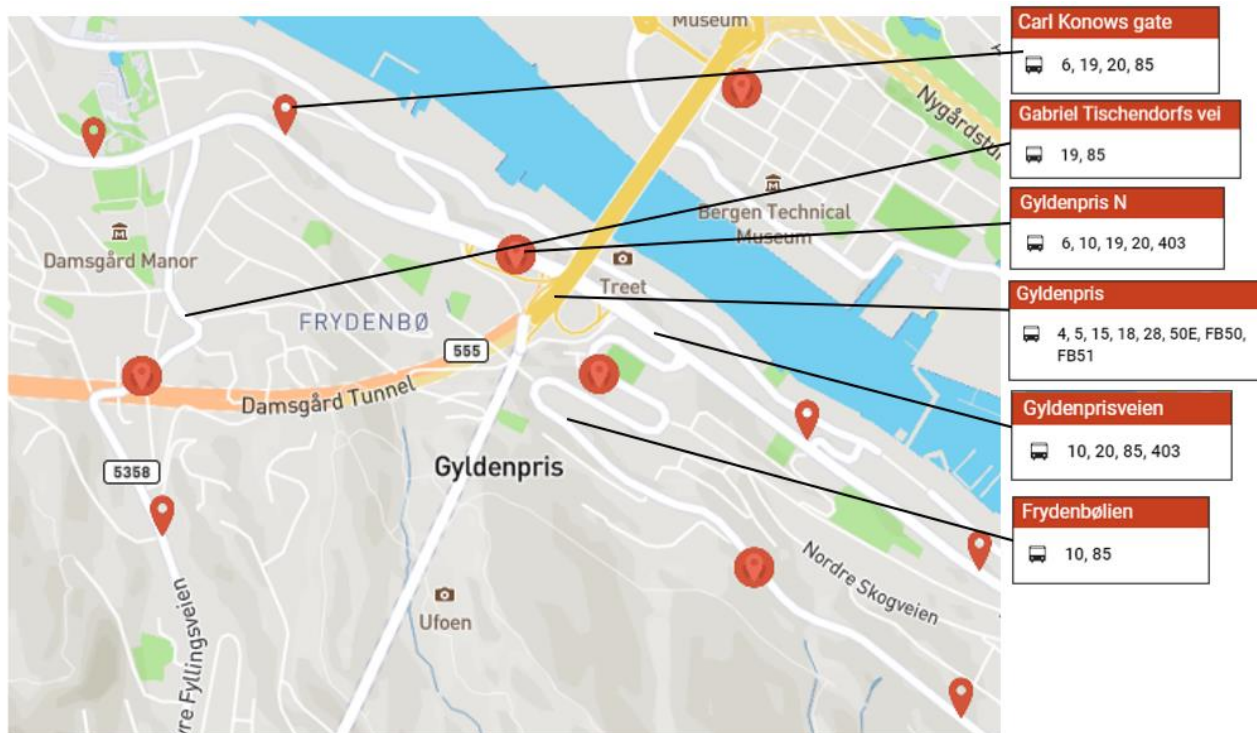 Museum
Nygårdstu
Bergen Technical
Museum
Damsgård Manor
Treet
FRYDENBØ
555
Damsgård Tunnel
Gyldenpris
5358
Nordre Skogveien
Ufoen
yre Fyllingsveien
Carl Konows gate
6, 19, 20, 85
Gabriel Tischendorfs vei
19, 85
Gyldenpris N
6, 10, 19, 20, 403
Gyldenpris
4, 5, 15, 18, 28, 50E, FB50,
FB51
Gyldenprisveien
10, 20, 85, 403
Frydenbølien
10, 85